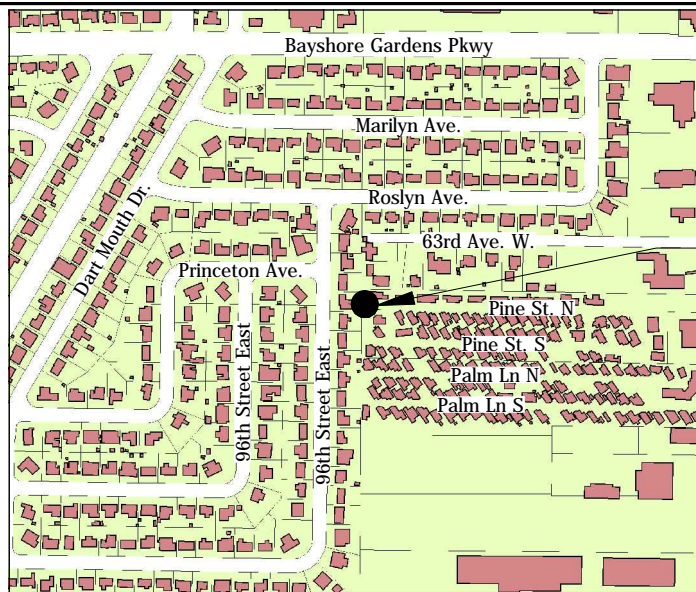 Bayshore Gardens Pkwy
Marilyn Ave.
Roslyn Ave.
Dart Mouth Dr.
63rd Ave. W.
Princeton Ave.
Pine St. N
Pine St. S
96th Street East
96th Street East
Palm Ln N
Palm Ln S